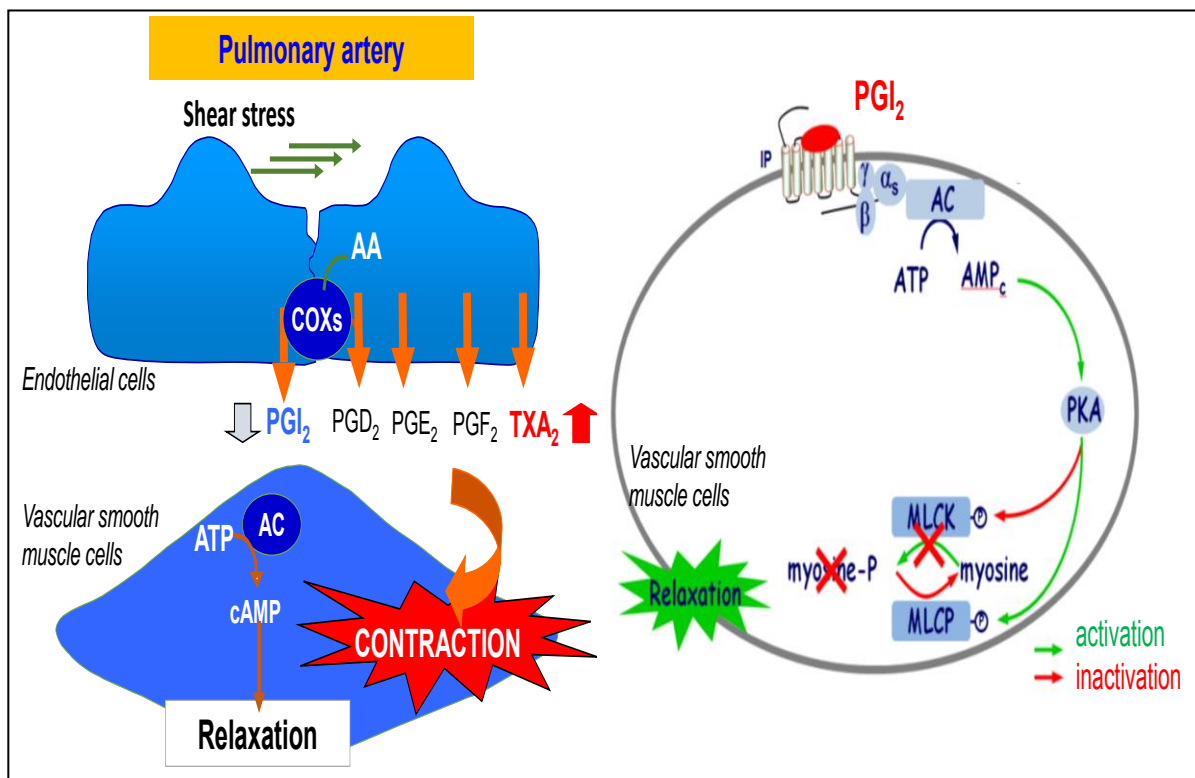 Pulmonary artery
Shear stress
AA
COXs
Endothelial cells
PGI2 PGD2 PGE2 PGF2 TXA2
Vascular smooth
muscle cells
AC
ATP
cAMP
CONTRACTION
Relaxation
PGI2
IP
γ αs AC
β
ATP AMPc
PKA
Vascular smooth
muscle cells
MLCK P
myosine-P myosine
Relaxation
MLCP P
activation
inactivation